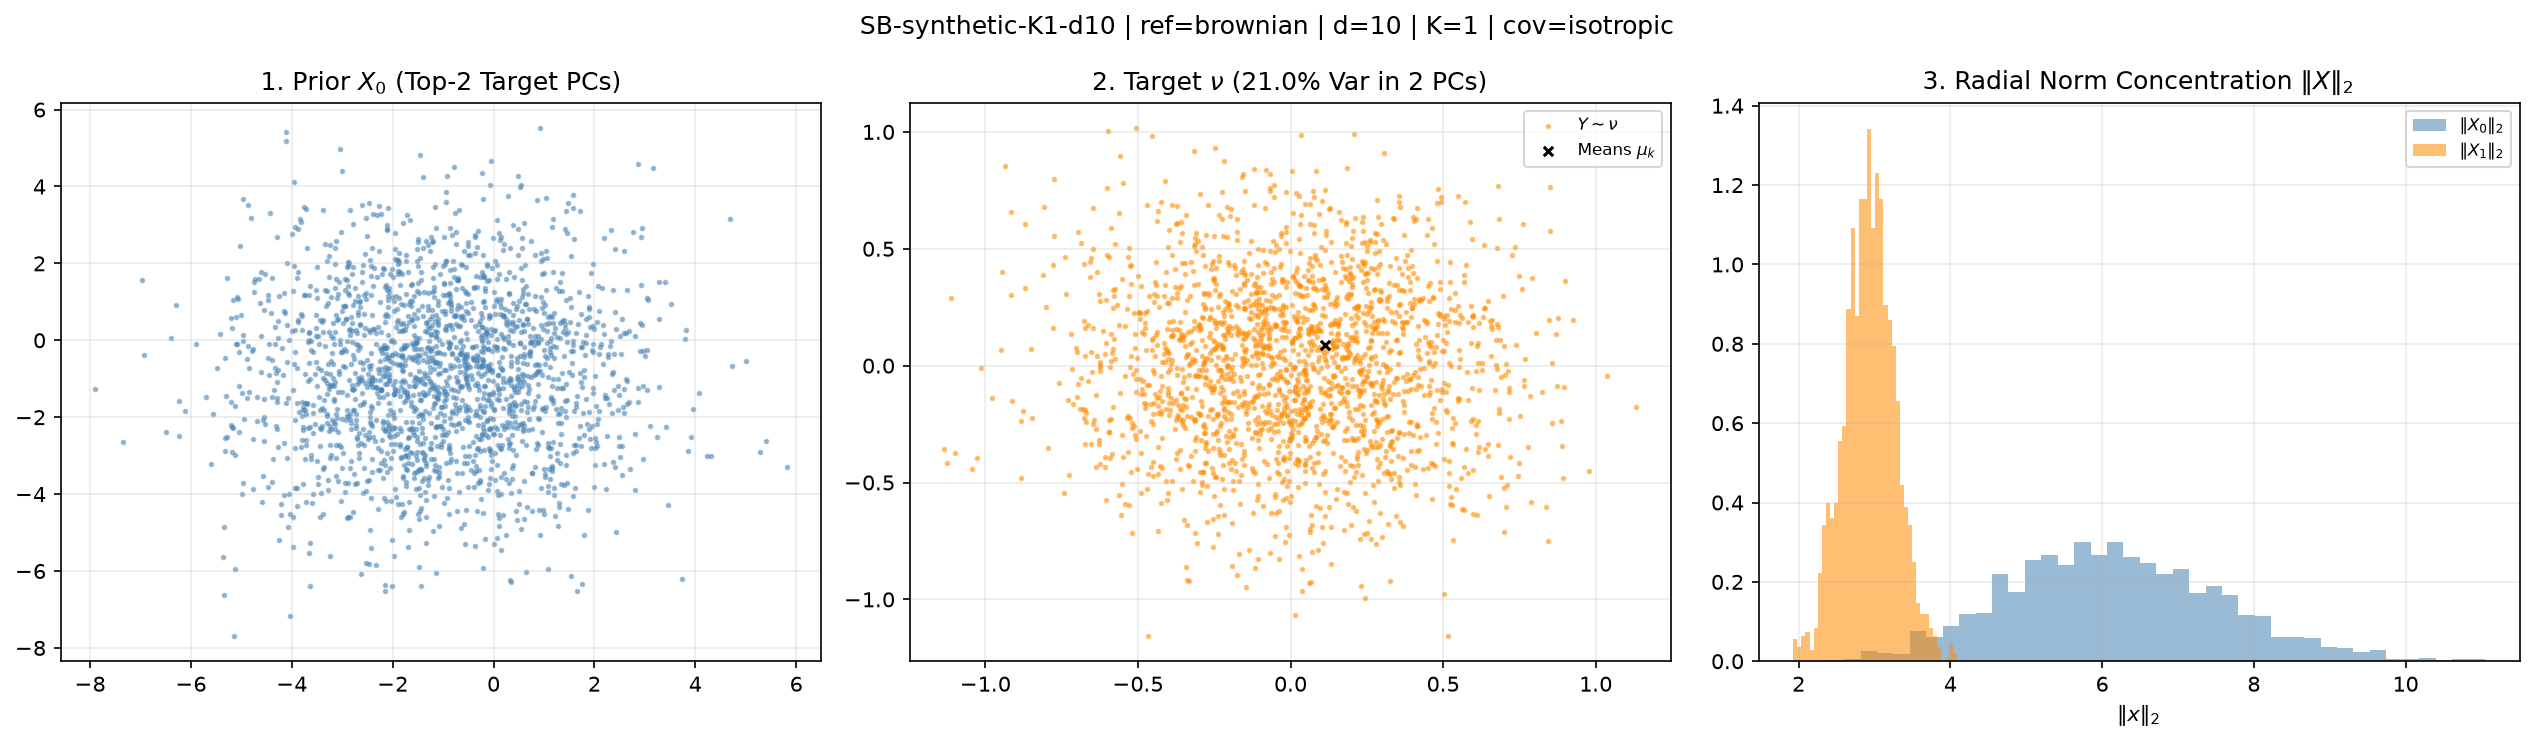 SB-synthetic-K1-d10 | ref=brownian | d=10 | K=1 | cov=isotropic
1. Prior X₀ (Top-2 Target PCs)
6
4
2
0
−2
−4
−6
−8
−8 −6 −4 −2 0 2 4 6
2. Target ν (21.0% Var in 2 PCs)
Y ~ ν
Means μₖ
1.0
0.5
0.0
−0.5
−1.0
−1.0 −0.5 0.0 0.5 1.0
3. Radial Norm Concentration ‖X‖₂
‖X₀‖₂
‖X₁‖₂
1.4
1.2
1.0
0.8
0.6
0.4
0.2
0.0
2 4 6 8 10
‖x‖₂